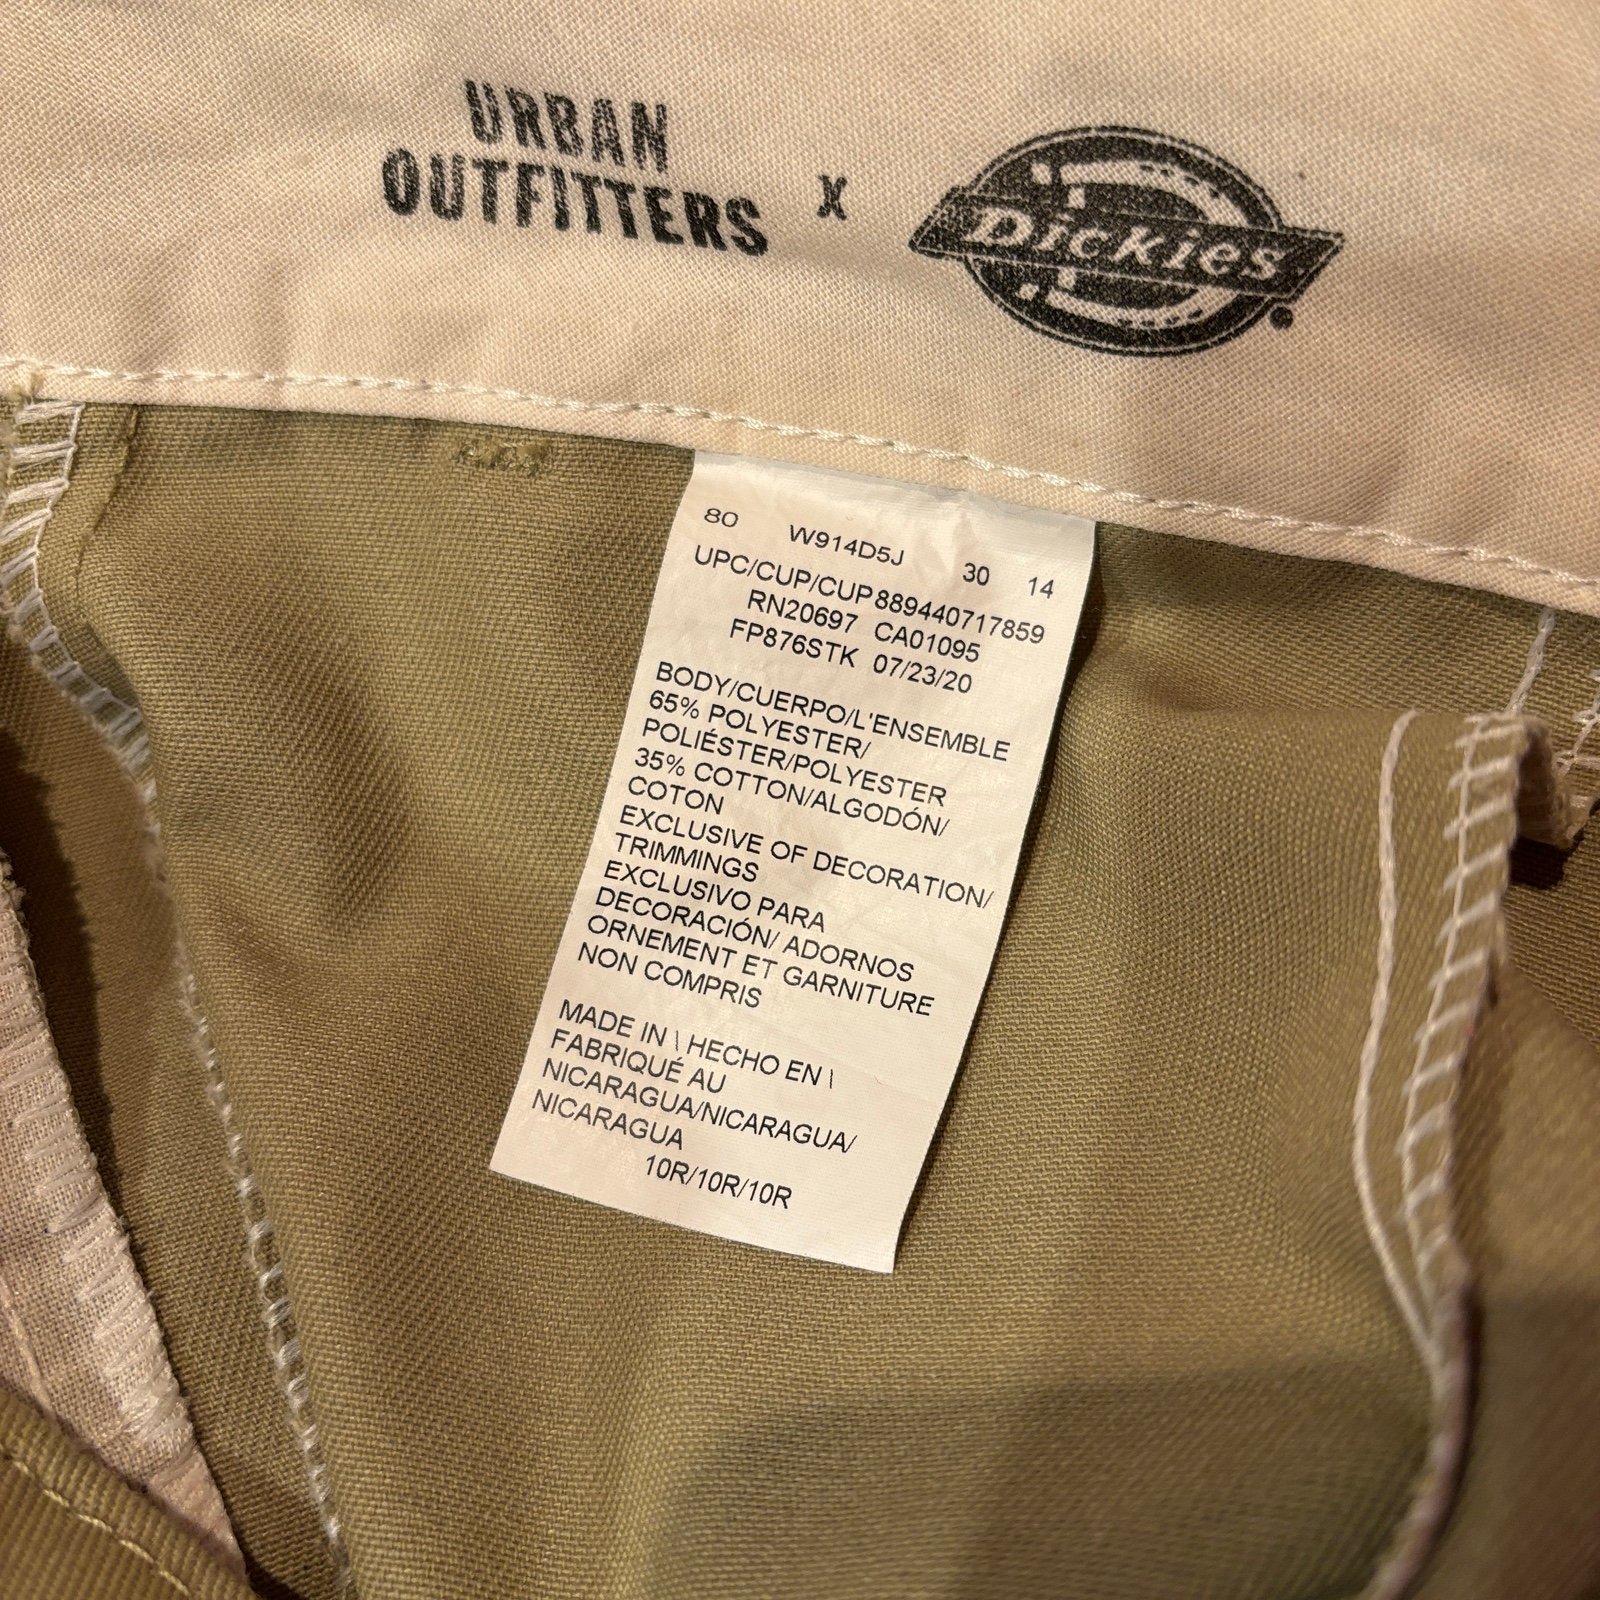 URBAN
OUTFITTERS x Dickies
80 W914D5J 30 14
UPC/CUP/CUP889440717859
RN20697 CA01095
FP876STK 07/23/20
BODY/CUERPO/L'ENSEMBLE
65% POLYESTER/
POLIÉSTER/POLYESTER
35% COTTON/ALGODÓN/
COTON
EXCLUSIVE OF DECORATION/
TRIMMINGS
EXCLUSIVO PARA
DECORACIÓN/ ADORNOS
ORNEMENT ET GARNITURE
NON COMPRIS
MADE IN \ HECHO EN \
FABRIQUÉ AU
NICARAGUA/NICARAGUA/
NICARAGUA
10R/10R/10R